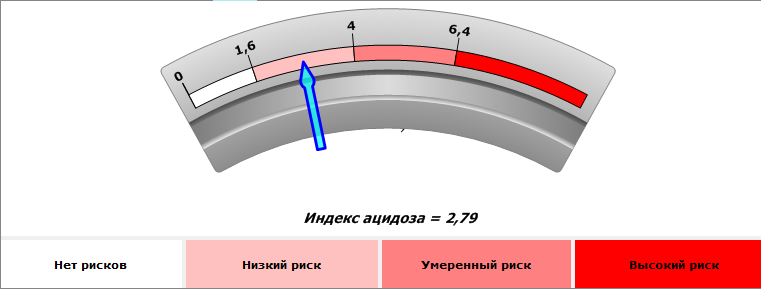 0
1,6
4
6,4
Индекс ацидоза = 2,79
Нет рисков
Низкий риск
Умеренный риск
Высокий риск